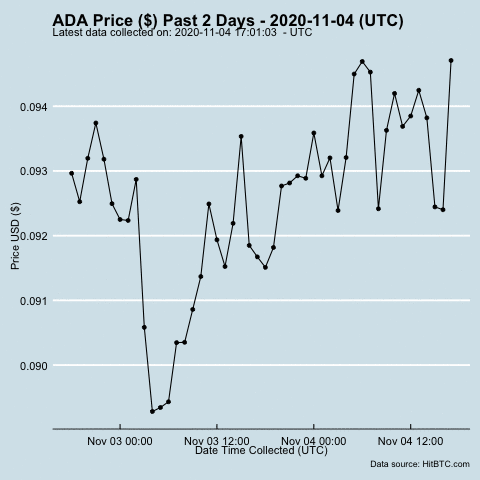 ADA Price ($) Past 2 Days - 2020-11-04 (UTC)
Latest data collected on: 2020-11-04 17:01:03  - UTC
0.094
0.093
0.092
0.091
0.090
Price USD ($)
Nov 03 00:00 Nov 03 12:00 Nov 04 00:00 Nov 04 12:00
Date Time Collected (UTC)
Data source: HitBTC.com